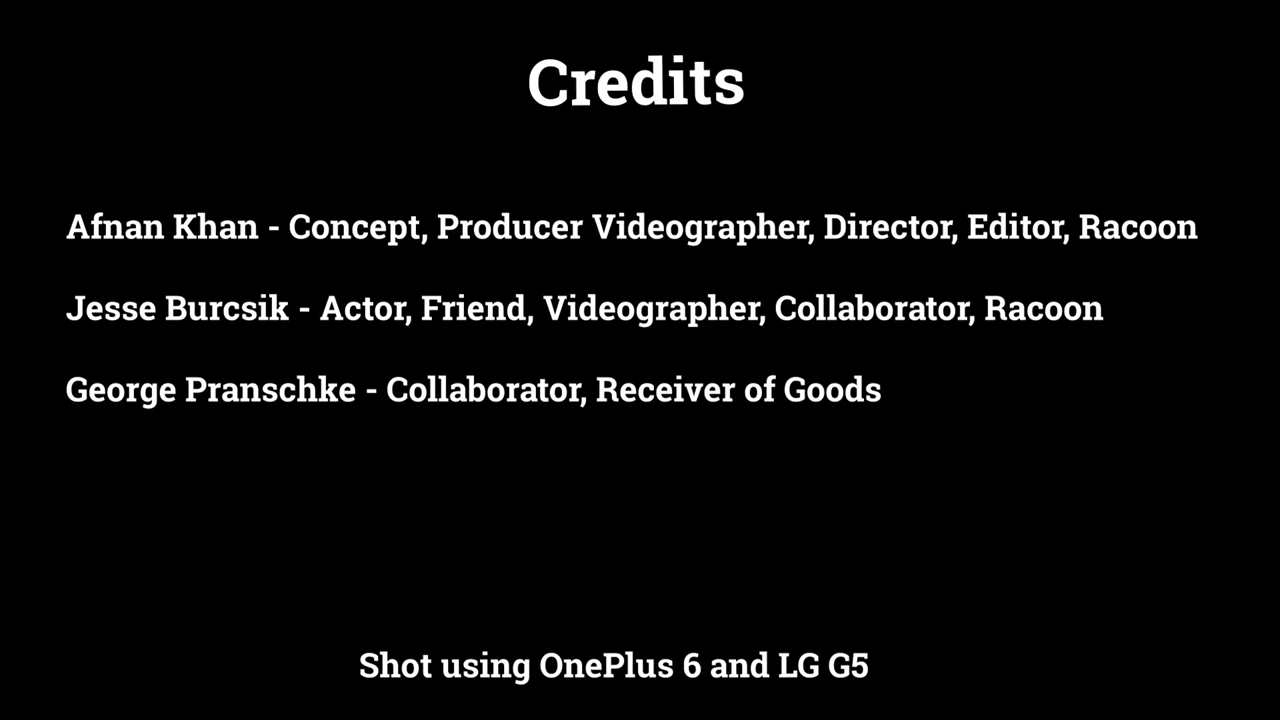 Credits
Afnan Khan - Concept, Producer Videographer, Director, Editor, Racoon
Jesse Burcsik - Actor, Friend, Videographer, Collaborator, Racoon
George Pranschke - Collaborator, Receiver of Goods
Shot using OnePlus 6 and LG G5